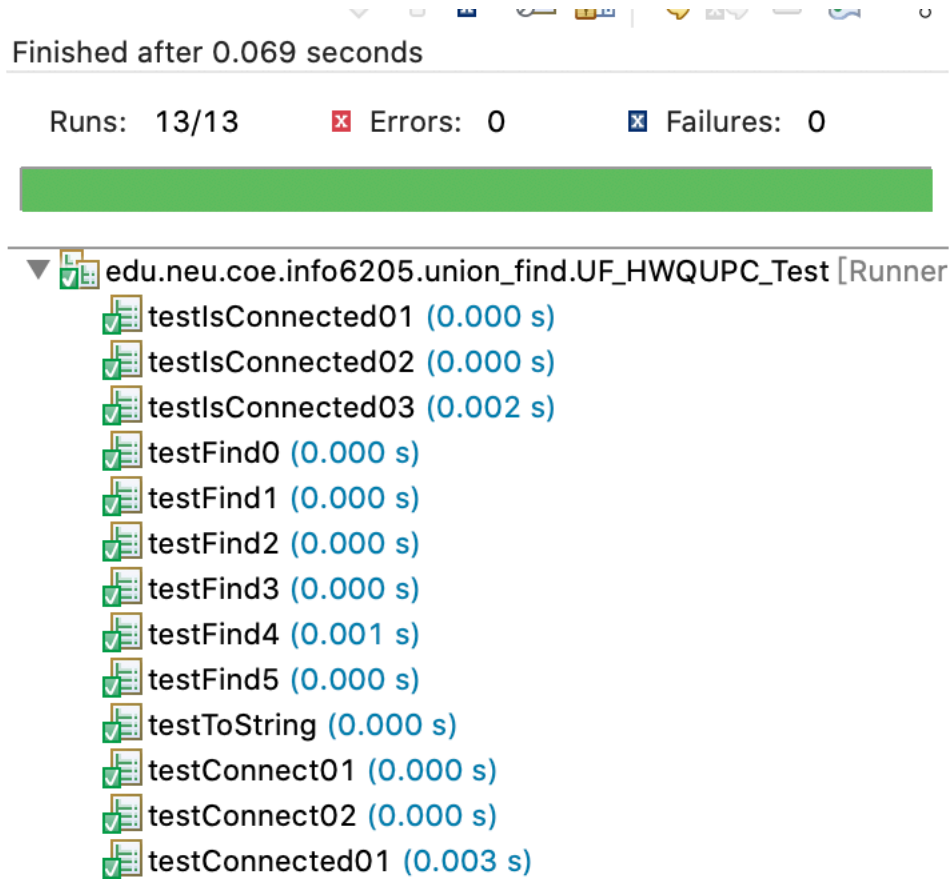 Finished after 0.069 seconds
Runs: 13/13 Errors: 0 Failures: 0
edu.neu.coe.info6205.union_find.UF_HWQUPC_Test [Runner
testIsConnected01 (0.000 s)
testIsConnected02 (0.000 s)
testIsConnected03 (0.002 s)
testFind0 (0.000 s)
testFind1 (0.000 s)
testFind2 (0.000 s)
testFind3 (0.000 s)
testFind4 (0.001 s)
testFind5 (0.000 s)
testToString (0.000 s)
testConnect01 (0.000 s)
testConnect02 (0.000 s)
testConnected01 (0.003 s)